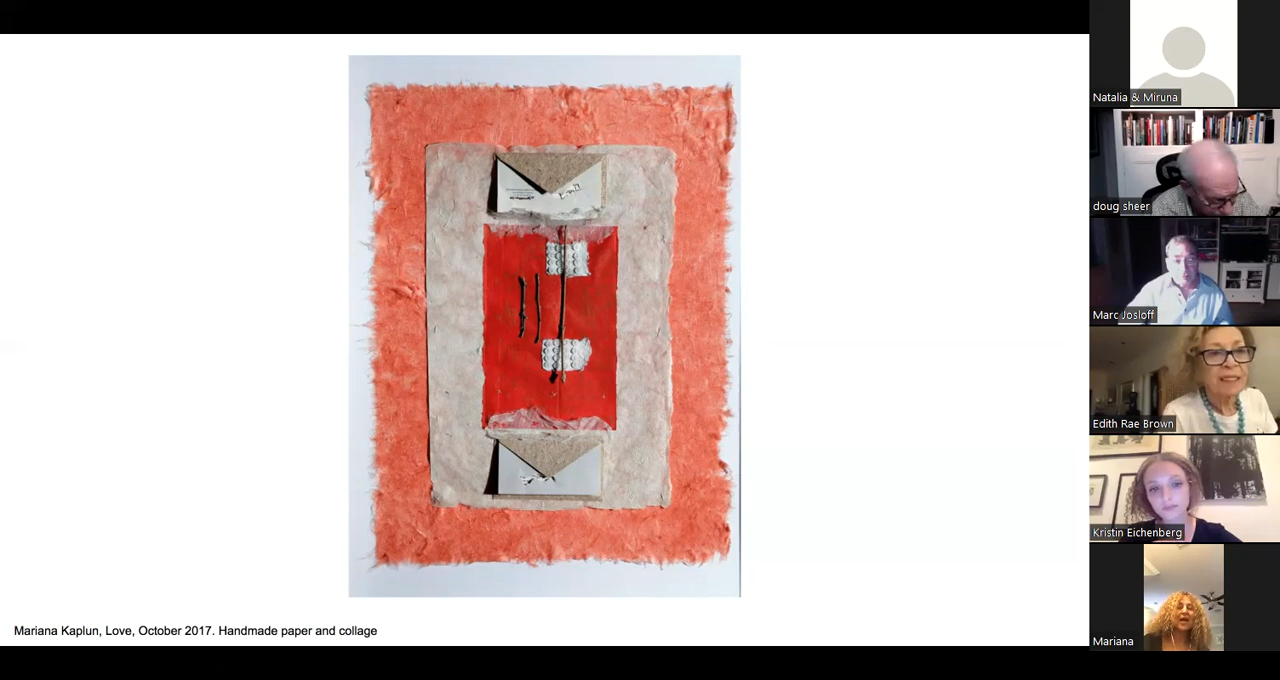 Natalia & Miruna
doug sheer
Marc Josloff
Edith Rae Brown
Kristin Eichenberg
Mariana
Mariana Kaplun, Love, October 2017. Handmade paper and collage